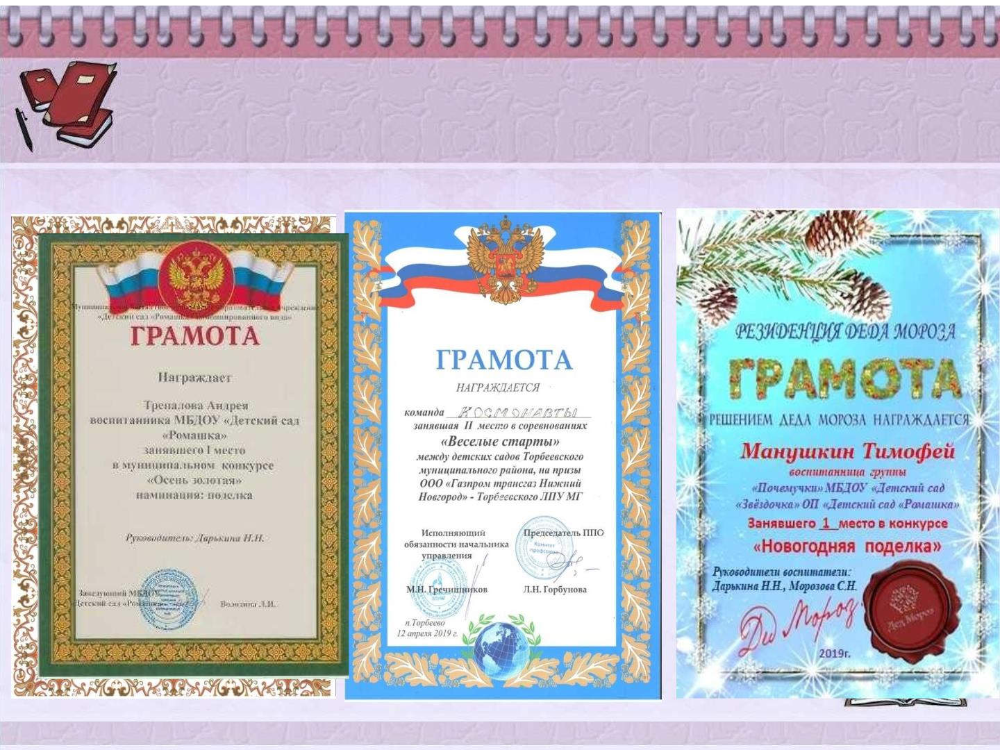 «Детский сад «Ромашка» комбинированного вида»
ГРАМОТА
Награждает
Трепалова Андрея
воспитанника МБДОУ «Детский сад
«Ромашка»
занявшего I место
в муниципальном конкурсе
«Осень золотая»
наминация: поделка
Руководитель: Дарькина Н.Н.
Заведующий МБДОУ
Детский сад «Ромашка»
Володина Л.И.
ГРАМОТА
НАГРАЖДАЕТСЯ
команда КОСМОНАВТЫ
занявшая II место в соревнованиях
«Веселые старты»
между детских садов Торбеевского
муниципального района, на призы
ООО «Газпром трансгаз Нижний
Новгород» - Торбеевского ЛПУ МГ
Исполняющий
обязанности начальника
управления
М.Н. Гречишников
Председатель ППО
Комитет
профсоюза
Л.Н. Горбунова
п.Торбеево
12 апреля 2019 г.
РЕЗИДЕНЦИЯ ДЕДА МОРОЗА
ГРАМОТА
РЕШЕНИЕМ ДЕДА МОРОЗА НАГРАЖДАЕТСЯ
Манушкин Тимофей
воспитанница группы
«Почемучки» МБДОУ «Детский сад
«Звёздочка» ОП «Детский сад «Ромашка»
Занявшего 1 место в конкурсе
«Новогодняя поделка»
Руководители воспитатели:
Дарькина Н.Н., Морозова С.Н.
Дед Мороз
Дед Мороз
2019г.